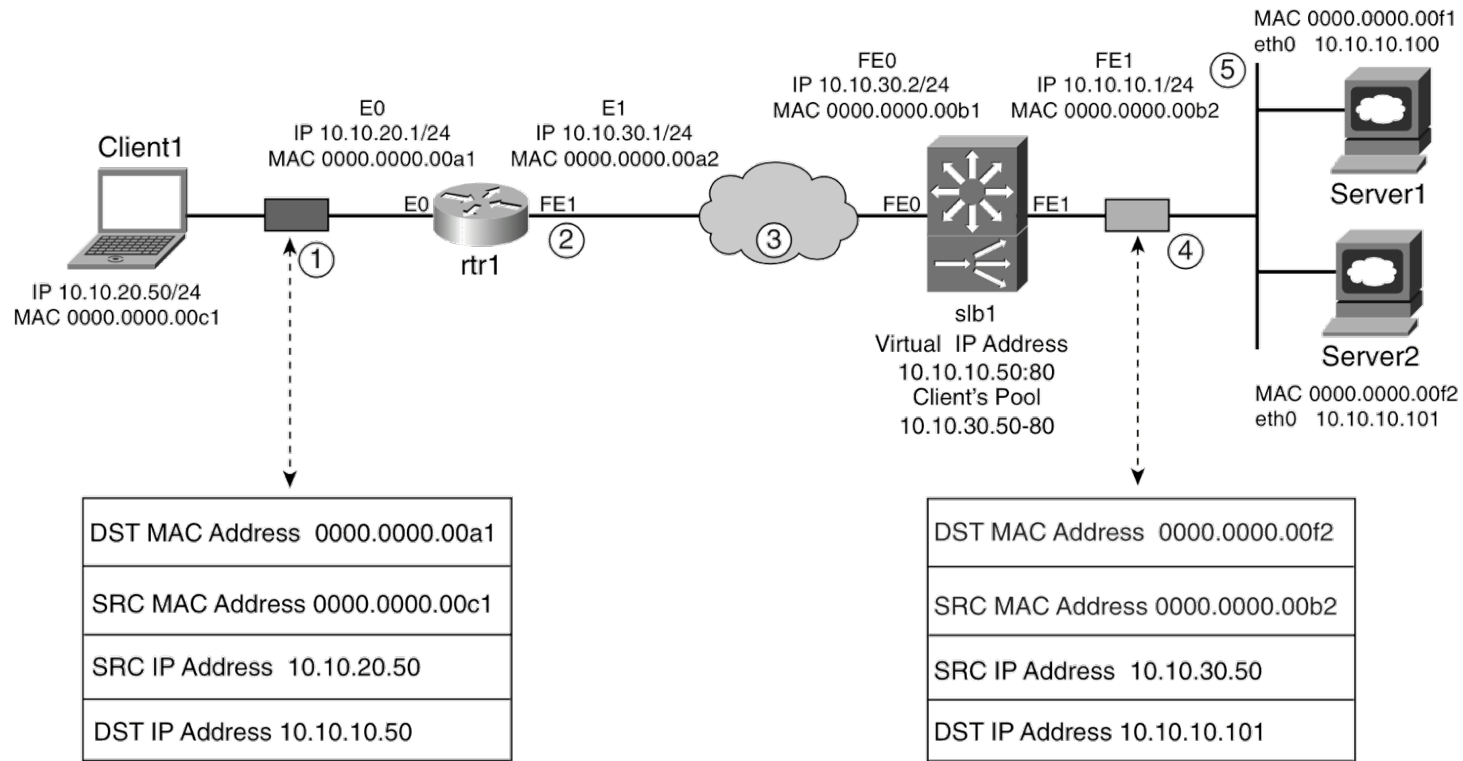 MAC 0000.0000.00f1
eth0 10.10.10.100
FE0
IP 10.10.30.2/24
MAC 0000.0000.00b1
FE1
IP 10.10.10.1/24
MAC 0000.0000.00b2
5
E0
IP 10.10.20.1/24
MAC 0000.0000.00a1
E1
IP 10.10.30.1/24
MAC 0000.0000.00a2
Client1
Server1
E0
FE1
FE0
FE1
1
2
3
4
rtr1
IP 10.10.20.50/24
MAC 0000.0000.00c1
slb1
Virtual IP Address
10.10.10.50:80
Client's Pool
10.10.30.50-80
Server2
MAC 0000.0000.00f2
eth0 10.10.10.101
DST MAC Address 0000.0000.00a1
SRC MAC Address 0000.0000.00c1
SRC IP Address 10.10.20.50
DST IP Address 10.10.10.50
DST MAC Address 0000.0000.00f2
SRC MAC Address 0000.0000.00b2
SRC IP Address 10.10.30.50
DST IP Address 10.10.10.101